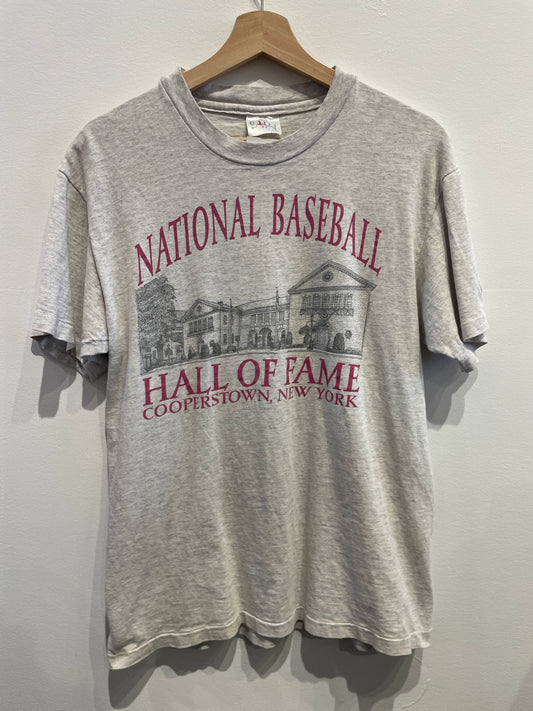 NATIONAL BASEBALL
HALL OF FAME
COOPERSTOWN, NEW YORK